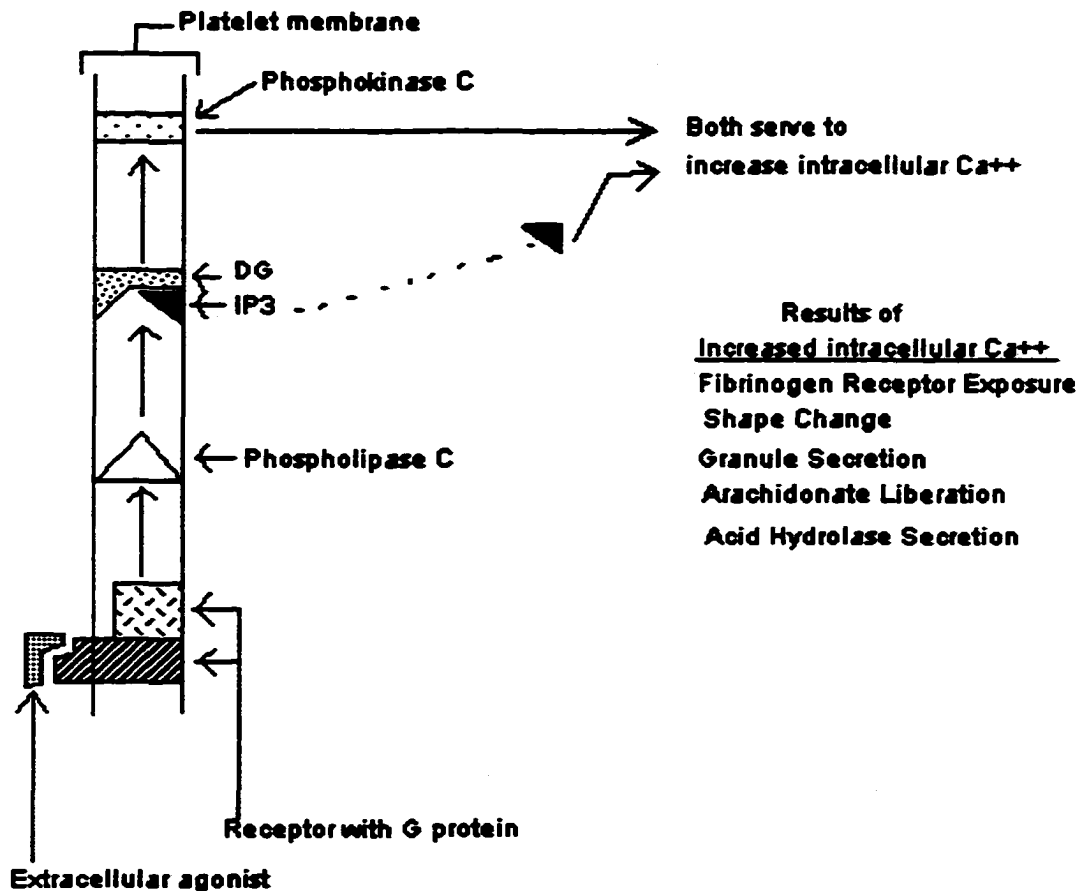 Platelet membrane
Phosphokinase C
Both serve to
increase intracellular Ca++
DG
IP3
Results of
Increased intracellular Ca++
Fibrinogen Receptor Exposure
Shape Change
Phospholipase C
Granule Secretion
Arachidonate Liberation
Acid Hydrolase Secretion
Receptor with G protein
Extracellular agonist